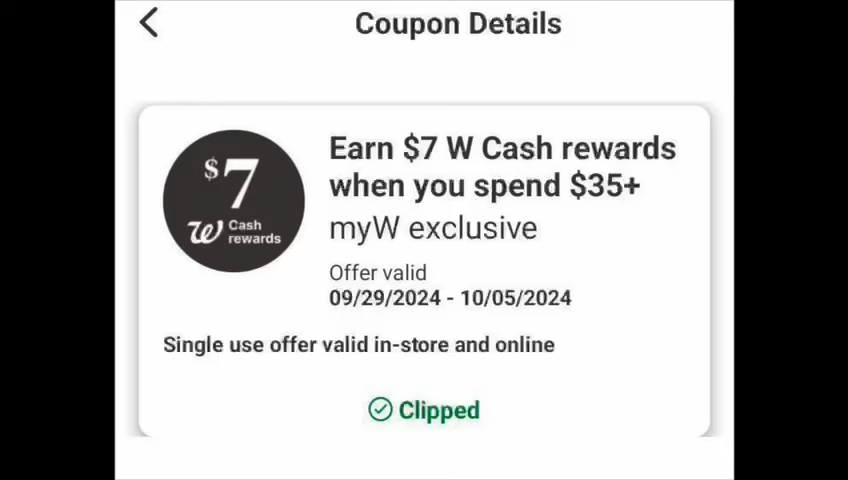 Coupon Details
$7
W Cash
rewards
Earn $7 W Cash rewards
when you spend $35+
myW exclusive
Offer valid
09/29/2024 - 10/05/2024
Single use offer valid in-store and online
Clipped